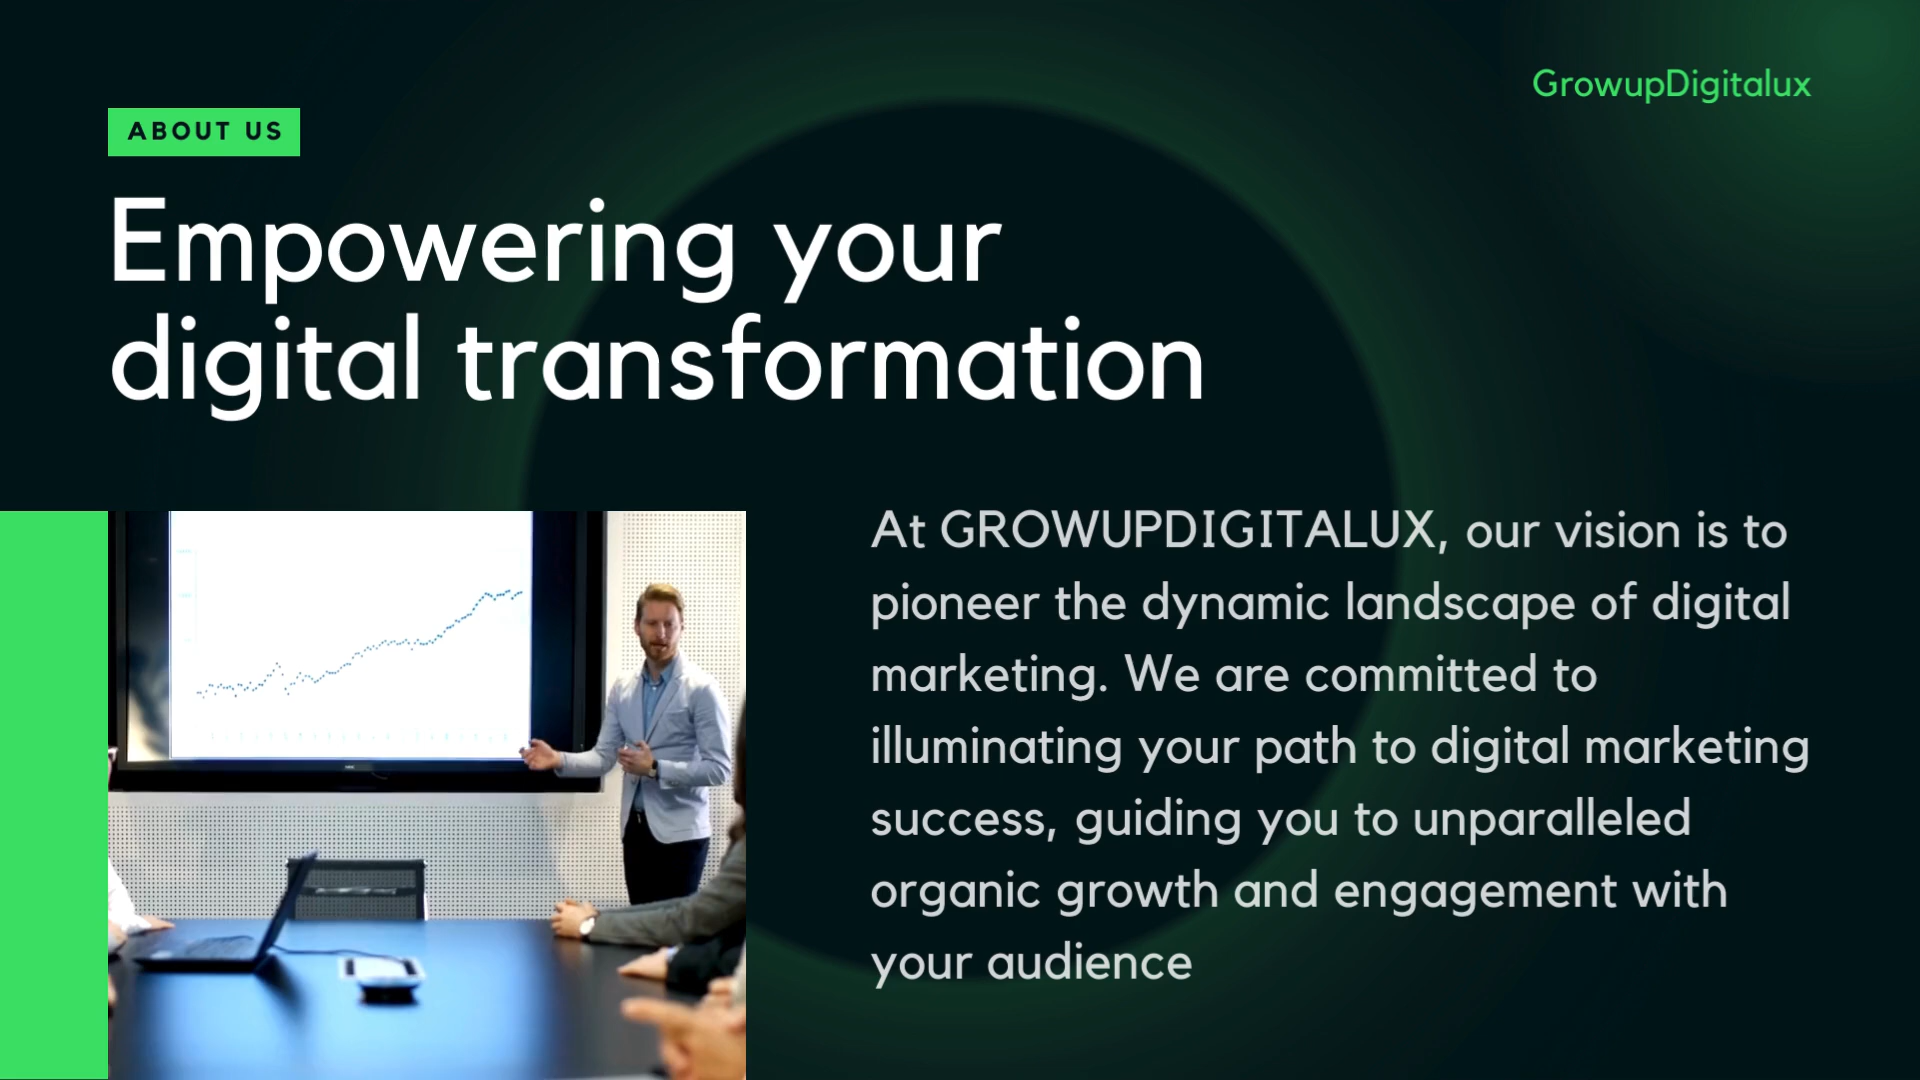 GrowupDigitalux
ABOUT US
Empowering your
digital transformation
At GROWUPDIGITALUX, our vision is to
pioneer the dynamic landscape of digital
marketing. We are committed to
illuminating your path to digital marketing
success, guiding you to unparalleled
organic growth and engagement with
your audience